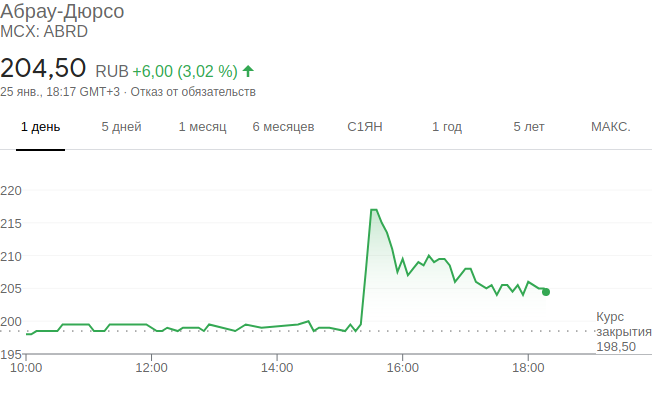 Абрау-Дюрсо
MCX: ABRD
204,50 RUB +6,00 (3,02 %)
25 янв., 18:17 GMT+3 · Отказ от обязательств
1 день 5 дней 1 месяц 6 месяцев С1ЯН 1 год 5 лет МАКС.
220
215
210
205
200
195
Курс
закрытия
198,50
10:00 12:00 14:00 16:00 18:00